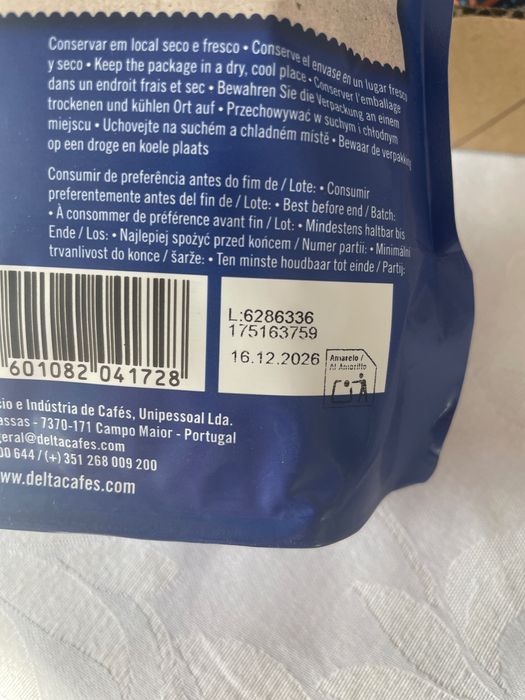 Conservar em local seco e fresco • Conserve el envase en un lugar fresco
y seco • Keep the package in a dry, cool place • Conserver l'emballage
dans un endroit frais et sec • Bewahren Sie die Verpackung an einem
trockenen und kühlen Ort auf • Przechowywać w suchym i chłodnym
miejscu • Uchovejte na suchém a chladném místě • Bewaar de verpakking
op een droge en koele plaats
Consumir de preferência antes do fim de / Lote: • Consumir
preferentemente antes del fin de / Lote: • Best before end / Batch:
• À consommer de préférence avant fin / Lot: • Mindestens haltbar bis
Ende / Los: • Najlepiej spożyć przed końcem / Numer partii: • Minimální
trvanlivost do konce / šarže: • Ten minste houdbaar tot einde / Partij:
L:6286336
175163759
16.12.2026
Amarelo /
Al Amarillo
601082 041728
cio e Indústria de Cafés, Unipessoal Lda.
assas - 7370-171 Campo Maior - Portugal
geral@deltacafes.com
00 644 / (+) 351 268 009 200
ww.deltacafes.com